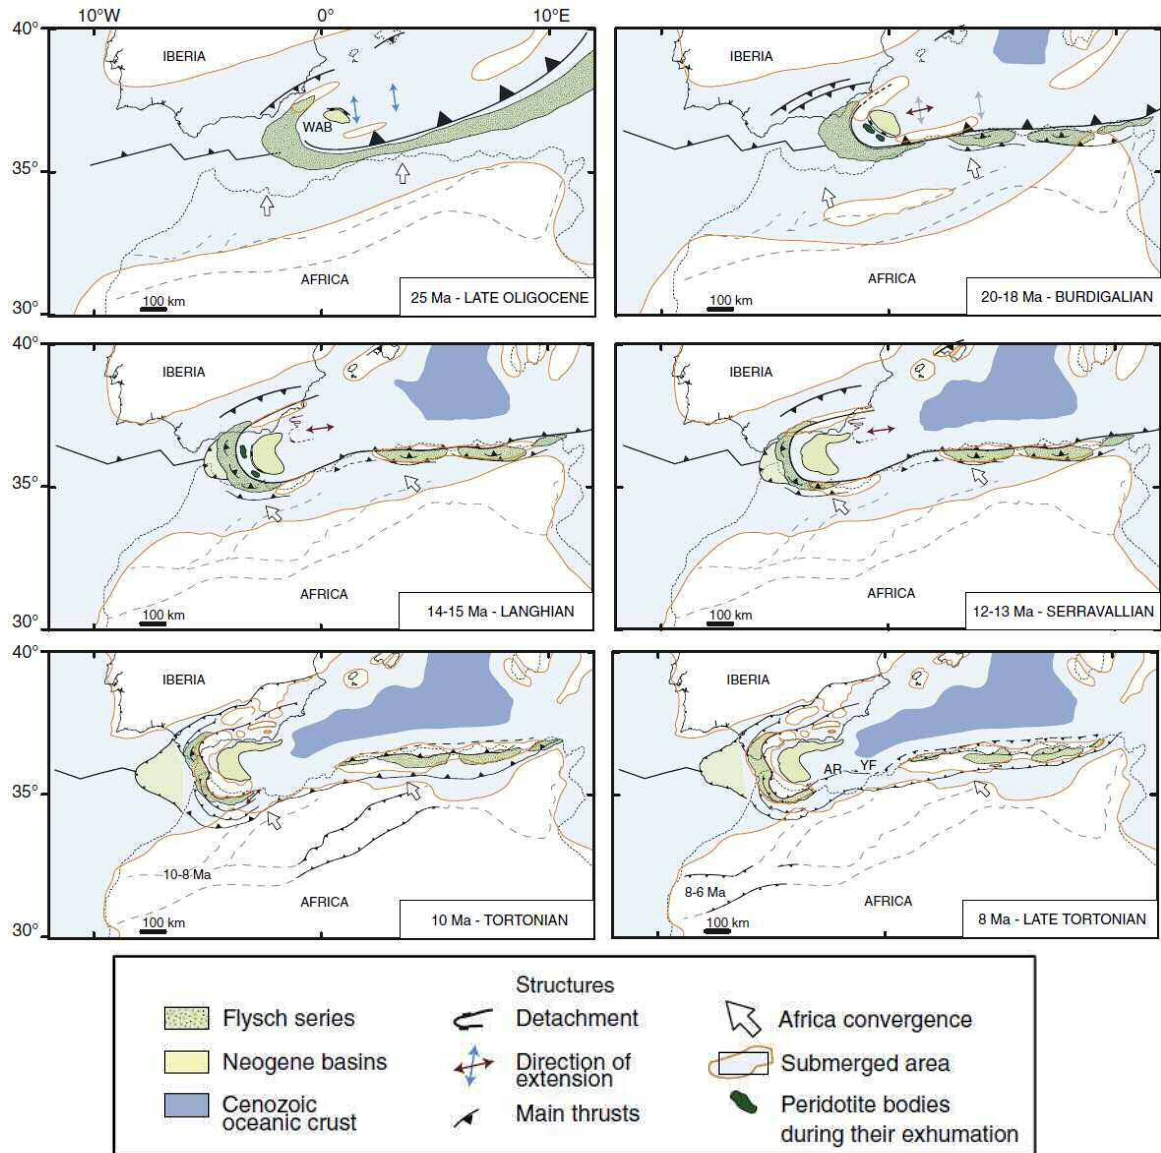 10°W 0° 10°E
40°
IBERIA
WAB
35°
AFRICA
30°
100 km
25 Ma - LATE OLIGOCENE
IBERIA
AFRICA
100 km
20-18 Ma - BURDIGALIAN
40°
IBERIA
35°
AFRICA
30°
100 km
14-15 Ma - LANGHIAN
IBERIA
AFRICA
100 km
12-13 Ma - SERRAVALLIAN
40°
IBERIA
35°
10-8 Ma
AFRICA
30°
100 km
10 Ma - TORTONIAN
IBERIA
AR YF
8-6 Ma
AFRICA
100 km
8 Ma - LATE TORTONIAN
Flysch series
Neogene basins
Cenozoic
oceanic crust
Structures
Detachment
Direction of
extension
Main thrusts
Africa convergence
Submerged area
Peridotite bodies
during their exhumation